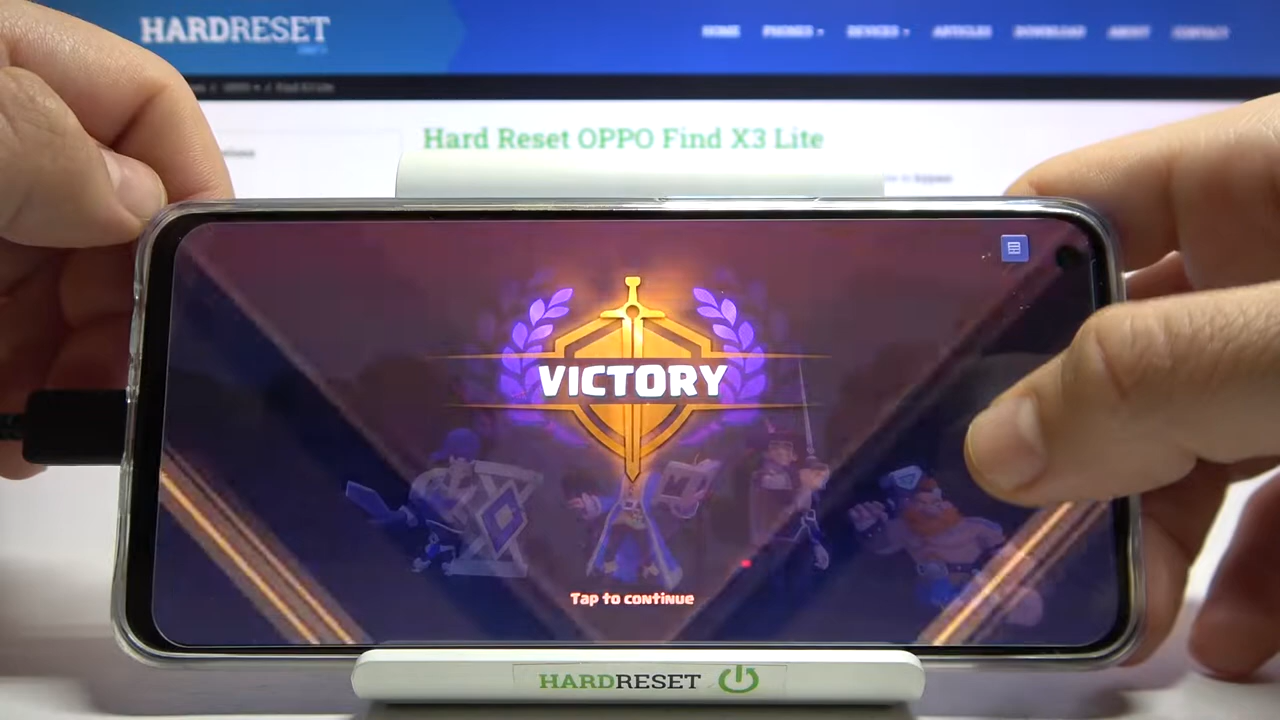 HARDRESET
HOME PHONES DEVICES ARTICLES DOWNLOAD ABOUT CONTACT
Hard Reset OPPO Find X3 Lite
VICTORY
Tap to continue
HARDRESET